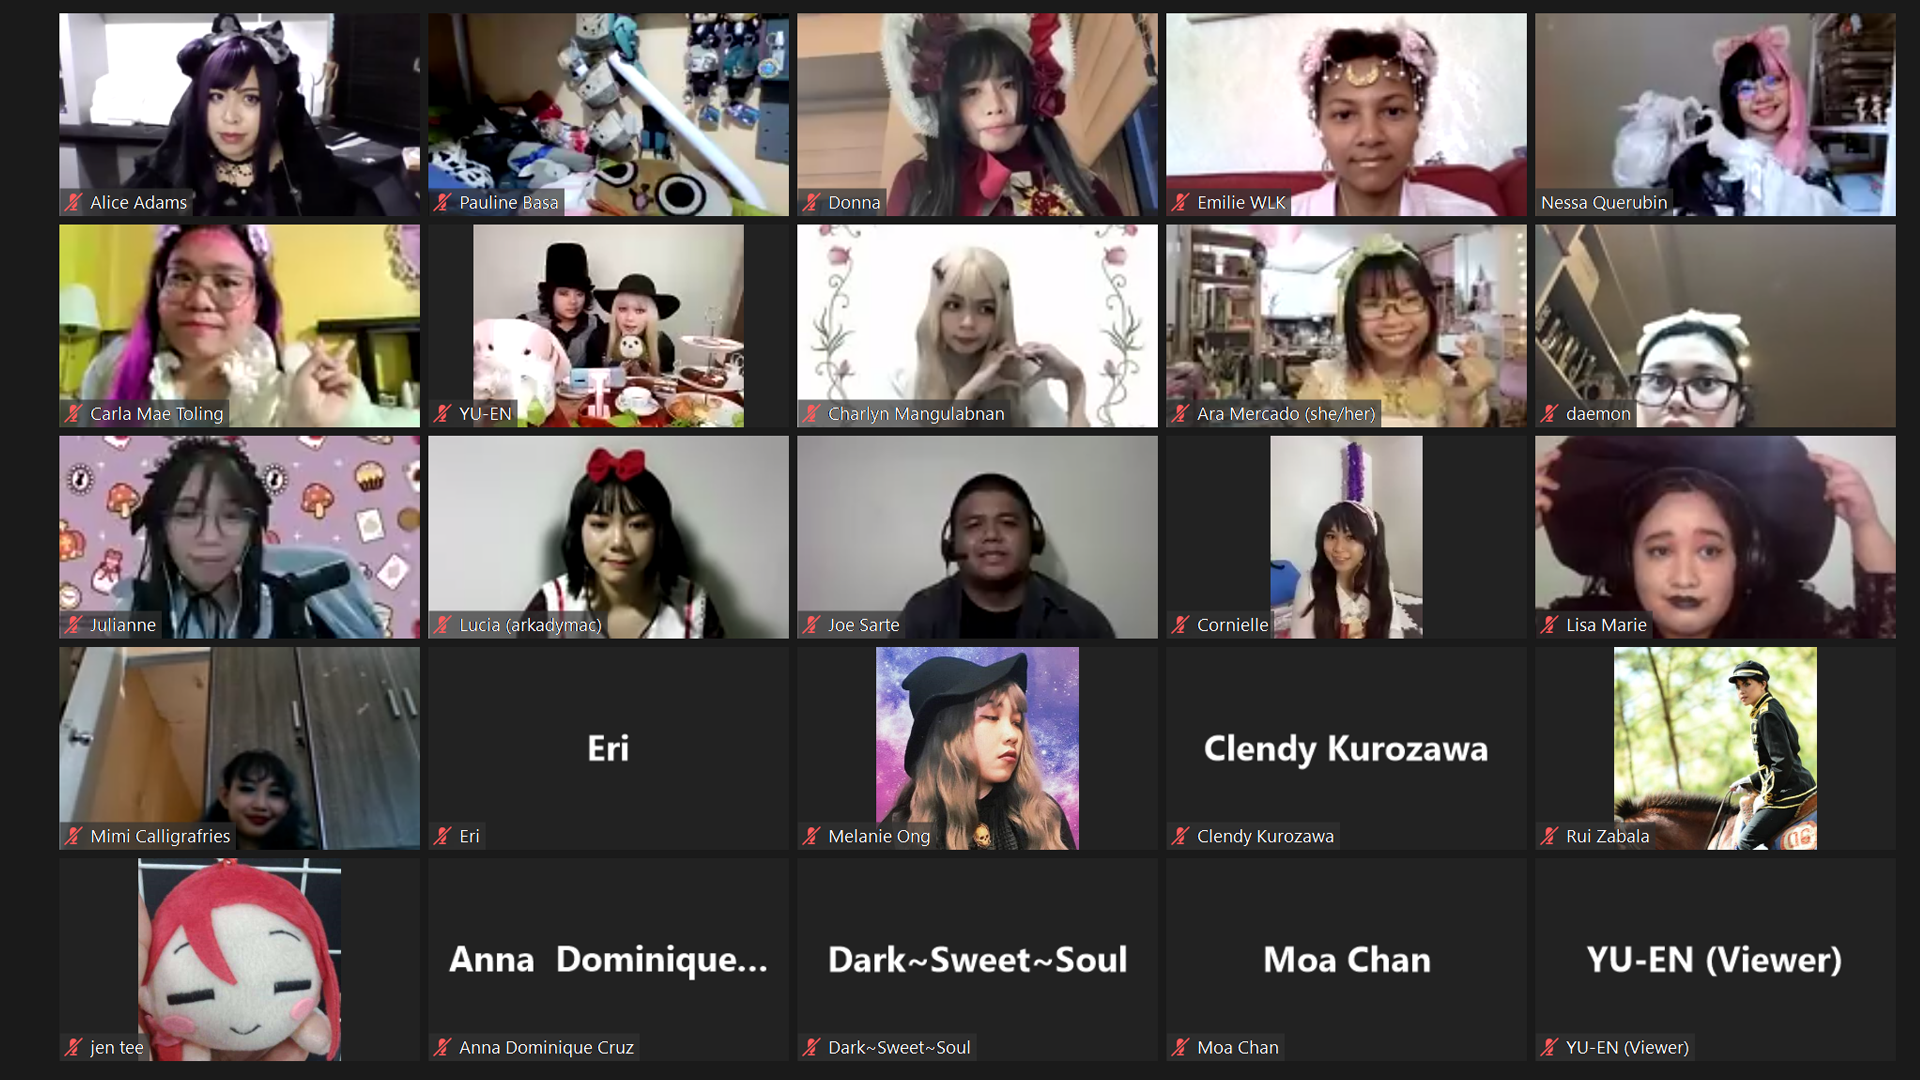 Alice Adams
Pauline Basa
Donna
Emilie WLK
Nessa Querubin
Carla Mae Toling
YU-EN
Charlyn Mangulabnan
Ara Mercado (she/her)
daemon
Julianne
Lucia (arkadymac)
Joe Sarte
Cornielle
Lisa Marie
Mimi Calligrafries
Eri
Eri
Melanie Ong
Clendy Kurozawa
Clendy Kurozawa
Rui Zabala
jen tee
Anna Dominique...
Anna Dominique Cruz
Dark~Sweet~Soul
Dark~Sweet~Soul
Moa Chan
Moa Chan
YU-EN (Viewer)
YU-EN (Viewer)